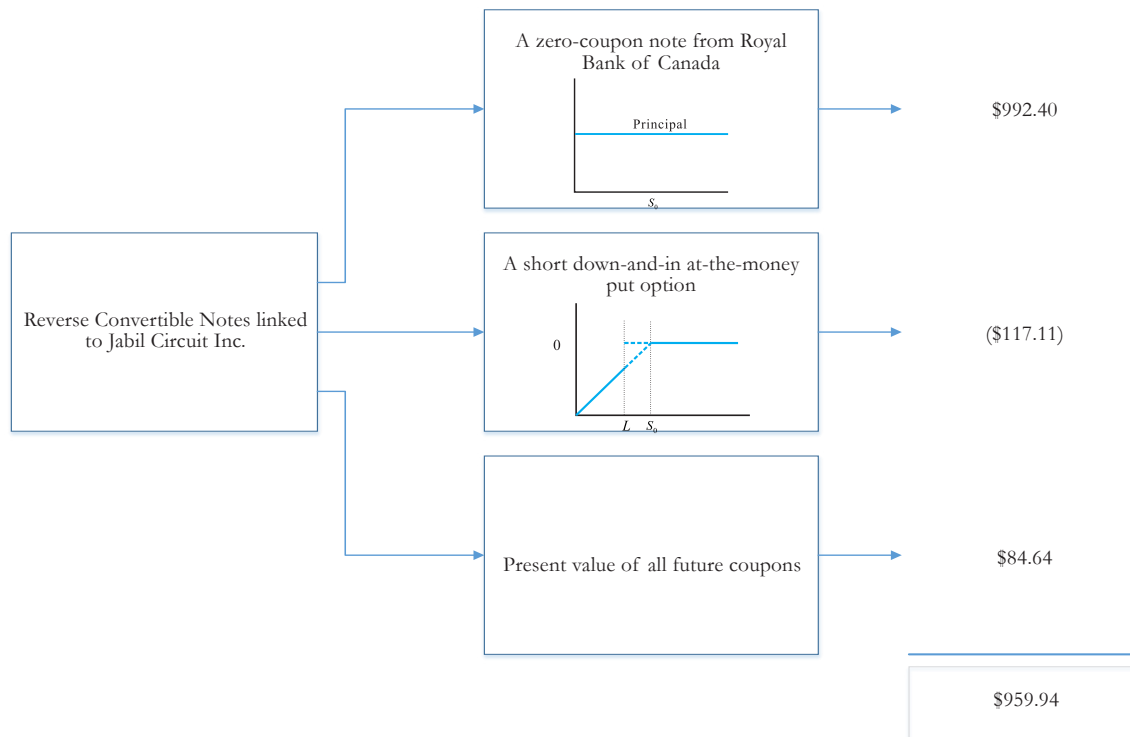 A zero-coupon note from Royal
Bank of Canada
Principal
S₀
$992.40
Reverse Convertible Notes linked
to Jabil Circuit Inc.
A short down-and-in at-the-money
put option
0
L S₀
($117.11)
Present value of all future coupons
$84.64
$959.94